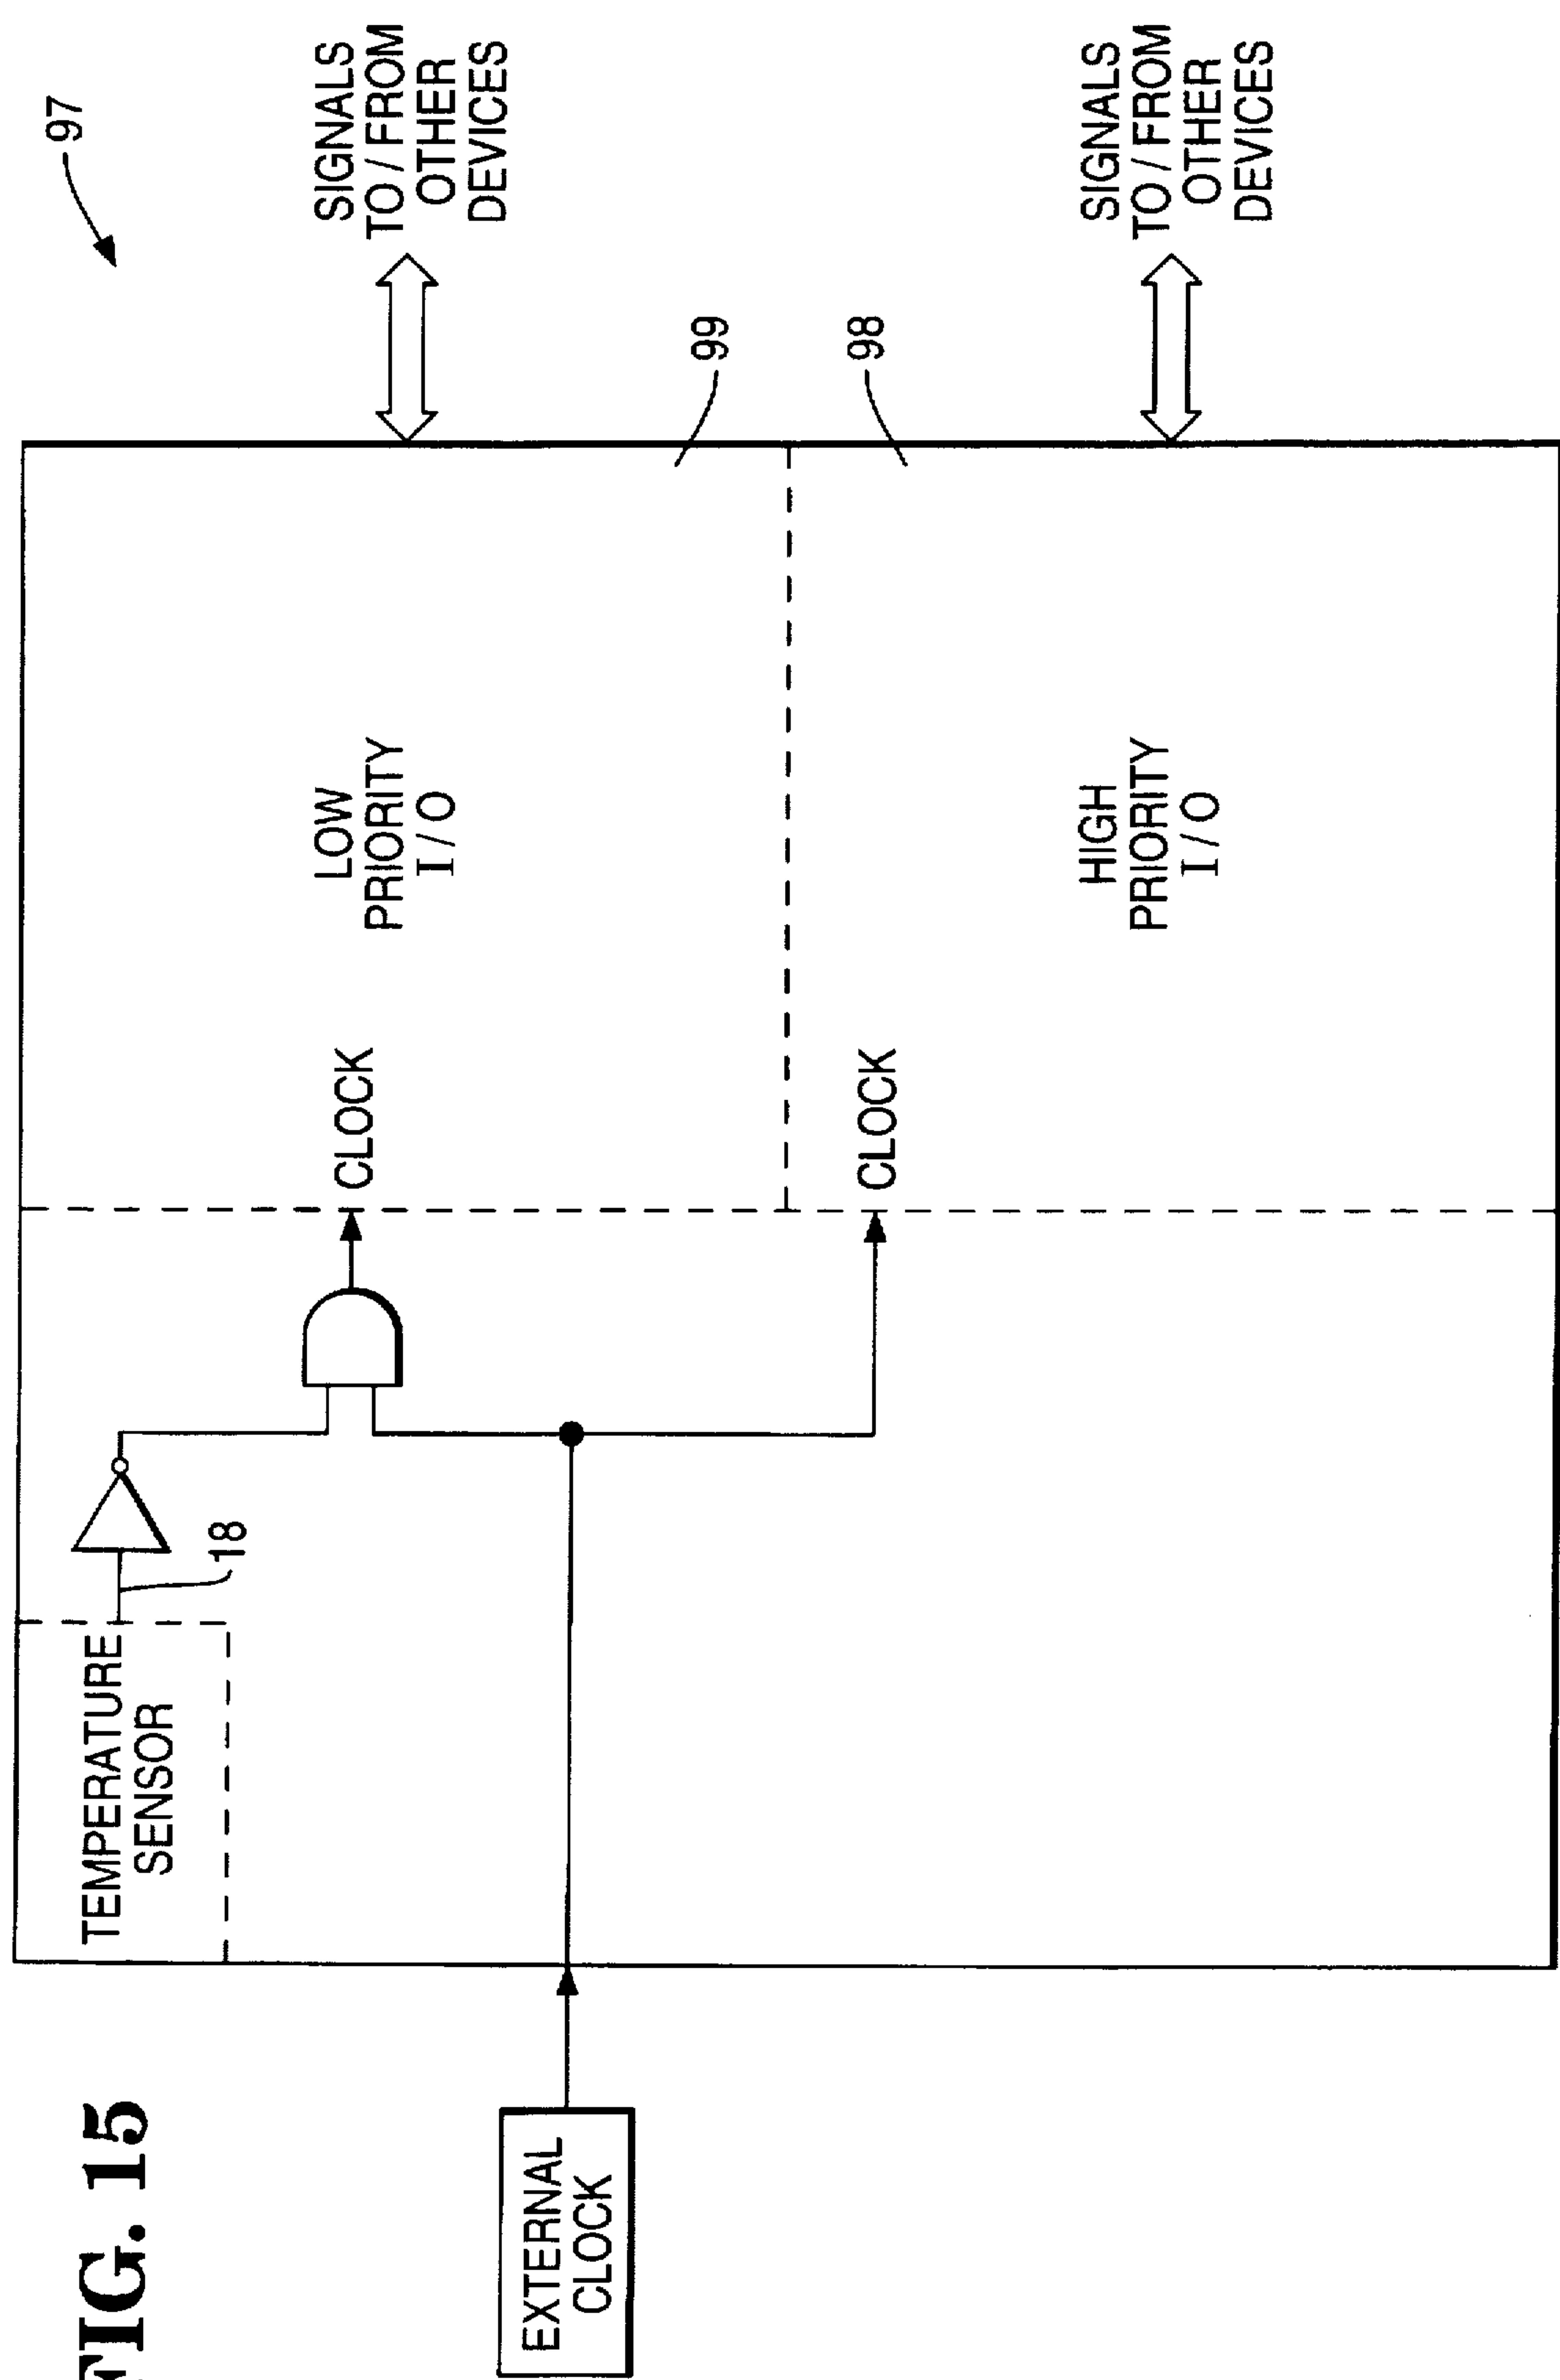 FIG. 15
97
TEMPERATURE
SENSOR
18
CLOCK
LOW
PRIORITY
I/O
SIGNALS
TO/FROM
OTHER
DEVICES
99
EXTERNAL
CLOCK
CLOCK
98
HIGH
PRIORITY
I/O
SIGNALS
TO/FROM
OTHER
DEVICES